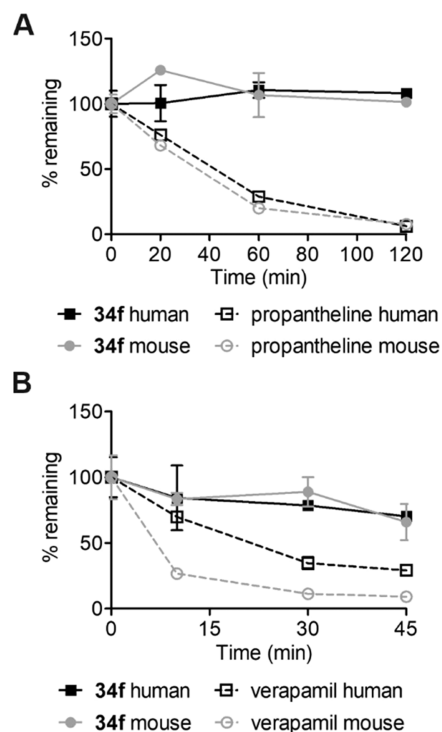 A
150
100
50
0
% remaining
0 20 40 60 80 100 120
Time (min)
34f human propantheline human
34f mouse propantheline mouse
B
150
100
50
0
% remaining
0 15 30 45
Time (min)
34f human verapamil human
34f mouse verapamil mouse